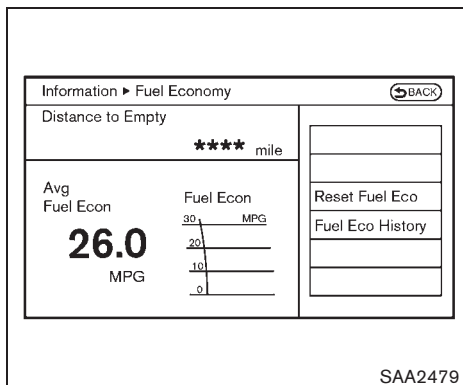 Information ▶ Fuel Economy
BACK
Distance to Empty
**** mile
Avg
Fuel Econ
26.0
MPG
Fuel Econ
30 MPG
20
10
0
Reset Fuel Eco
Fuel Eco History
SAA2479